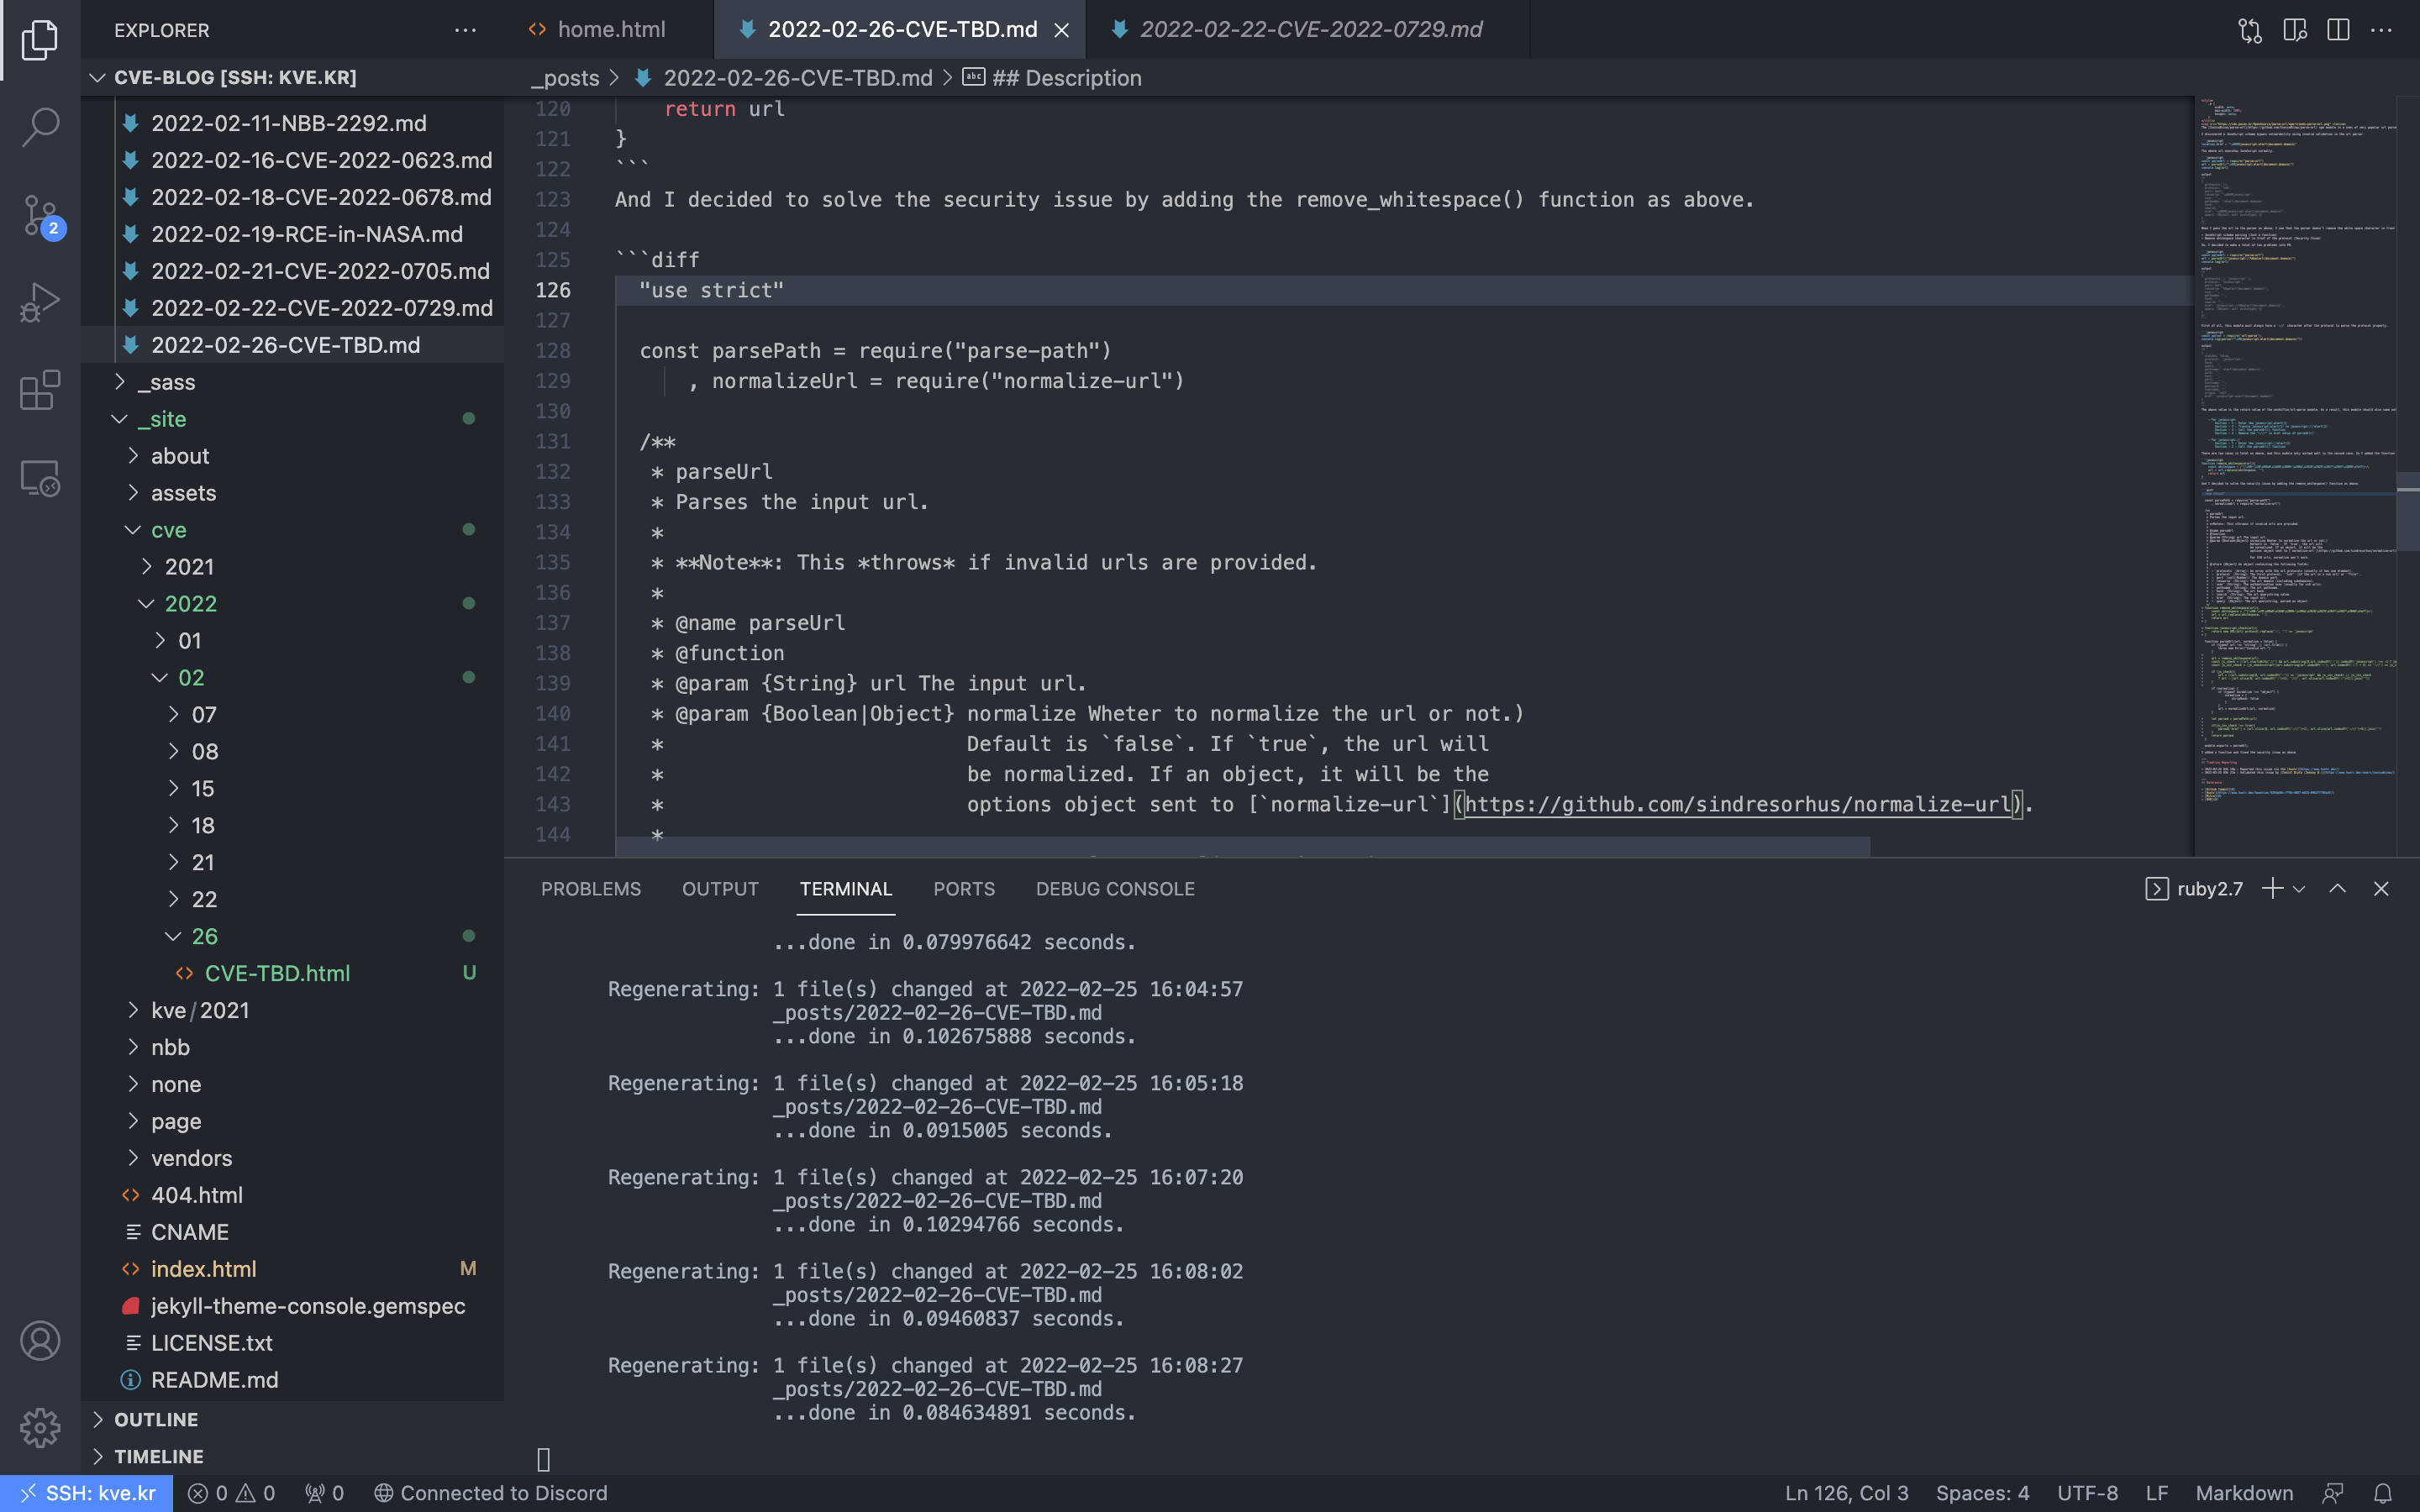 EXPLORER
home.html
2022-02-26-CVE-TBD.md
2022-02-22-CVE-2022-0729.md
CVE-BLOG [SSH: KVE.KR]
_posts > 2022-02-26-CVE-TBD.md > ## Description
2022-02-11-NBB-2292.md
2022-02-16-CVE-2022-0623.md
2022-02-18-CVE-2022-0678.md
2022-02-19-RCE-in-NASA.md
2022-02-21-CVE-2022-0705.md
2022-02-22-CVE-2022-0729.md
2022-02-26-CVE-TBD.md
_sass
_site
about
assets
cve
2021
2022
01
02
07
08
15
18
21
22
26
CVE-TBD.html U
kve/2021
nbb
none
page
vendors
404.html
CNAME
index.html M
jekyll-theme-console.gemspec
LICENSE.txt
README.md
OUTLINE
TIMELINE
2
120 return url
121 }
122 ```
123 And I decided to solve the security issue by adding the remove_whitespace() function as above.
124
125 ```diff
126 "use strict"
127
128 const parsePath = require("parse-path")
129 , normalizeUrl = require("normalize-url")
130
131 /**
132 * parseUrl
133 * Parses the input url.
134 *
135 * **Note**: This *throws* if invalid urls are provided.
136 *
137 * @name parseUrl
138 * @function
139 * @param {String} url The input url.
140 * @param {Boolean|Object} normalize Wheter to normalize the url or not.)
141 * Default is `false`. If `true`, the url will
142 * be normalized. If an object, it will be the
143 * options object sent to [`normalize-url`](https://github.com/sindresorhus/normalize-url).
144 *
PROBLEMS OUTPUT TERMINAL PORTS DEBUG CONSOLE
ruby2.7
...done in 0.079976642 seconds.
Regenerating: 1 file(s) changed at 2022-02-25 16:04:57
_posts/2022-02-26-CVE-TBD.md
...done in 0.102675888 seconds.
Regenerating: 1 file(s) changed at 2022-02-25 16:05:18
_posts/2022-02-26-CVE-TBD.md
...done in 0.0915005 seconds.
Regenerating: 1 file(s) changed at 2022-02-25 16:07:20
_posts/2022-02-26-CVE-TBD.md
...done in 0.10294766 seconds.
Regenerating: 1 file(s) changed at 2022-02-25 16:08:02
_posts/2022-02-26-CVE-TBD.md
...done in 0.09460837 seconds.
Regenerating: 1 file(s) changed at 2022-02-25 16:08:27
_posts/2022-02-26-CVE-TBD.md
...done in 0.084634891 seconds.
SSH: kve.kr 0 0 0 Connected to Discord Ln 126, Col 3 Spaces: 4 UTF-8 LF Markdown